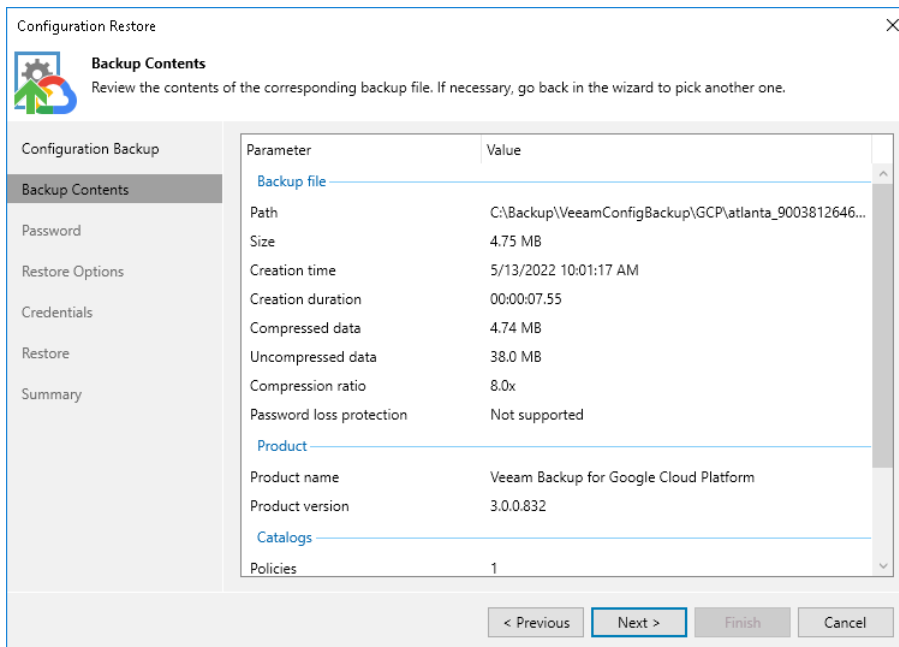 Configuration Restore
Backup Contents
Review the contents of the corresponding backup file. If necessary, go back in the wizard to pick another one.
Configuration Backup
Backup Contents
Password
Restore Options
Credentials
Restore
Summary
Parameter Value
Backup file
Path C:\Backup\VeeamConfigBackup\GCP\atlanta_9003812646...
Size 4.75 MB
Creation time 5/13/2022 10:01:17 AM
Creation duration 00:00:07.55
Compressed data 4.74 MB
Uncompressed data 38.0 MB
Compression ratio 8.0x
Password loss protection Not supported
Product
Product name Veeam Backup for Google Cloud Platform
Product version 3.0.0.832
Catalogs
Policies 1
< Previous Next > Finish Cancel